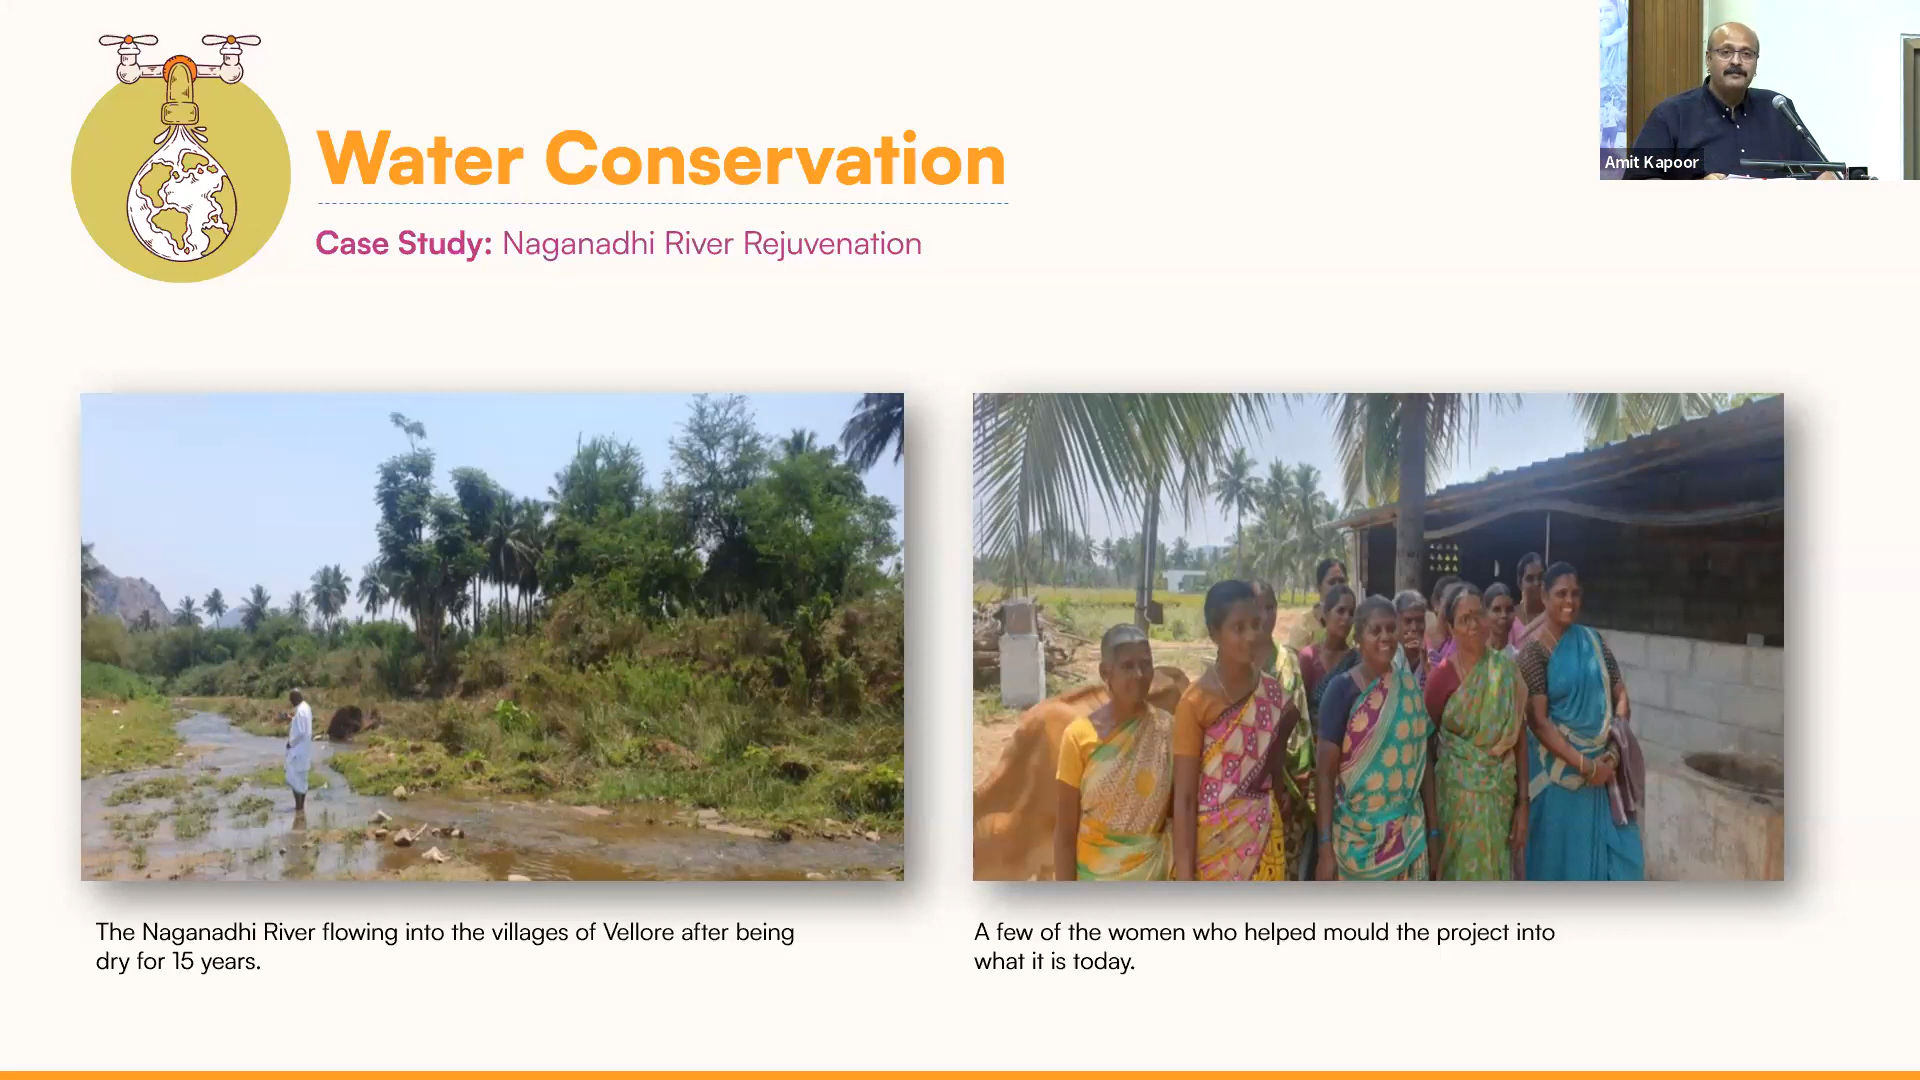 Water Conservation
Amit Kapoor
Case Study: Naganadhi River Rejuvenation
The Naganadhi River flowing into the villages of Vellore after being
dry for 15 years.
A few of the women who helped mould the project into
what it is today.